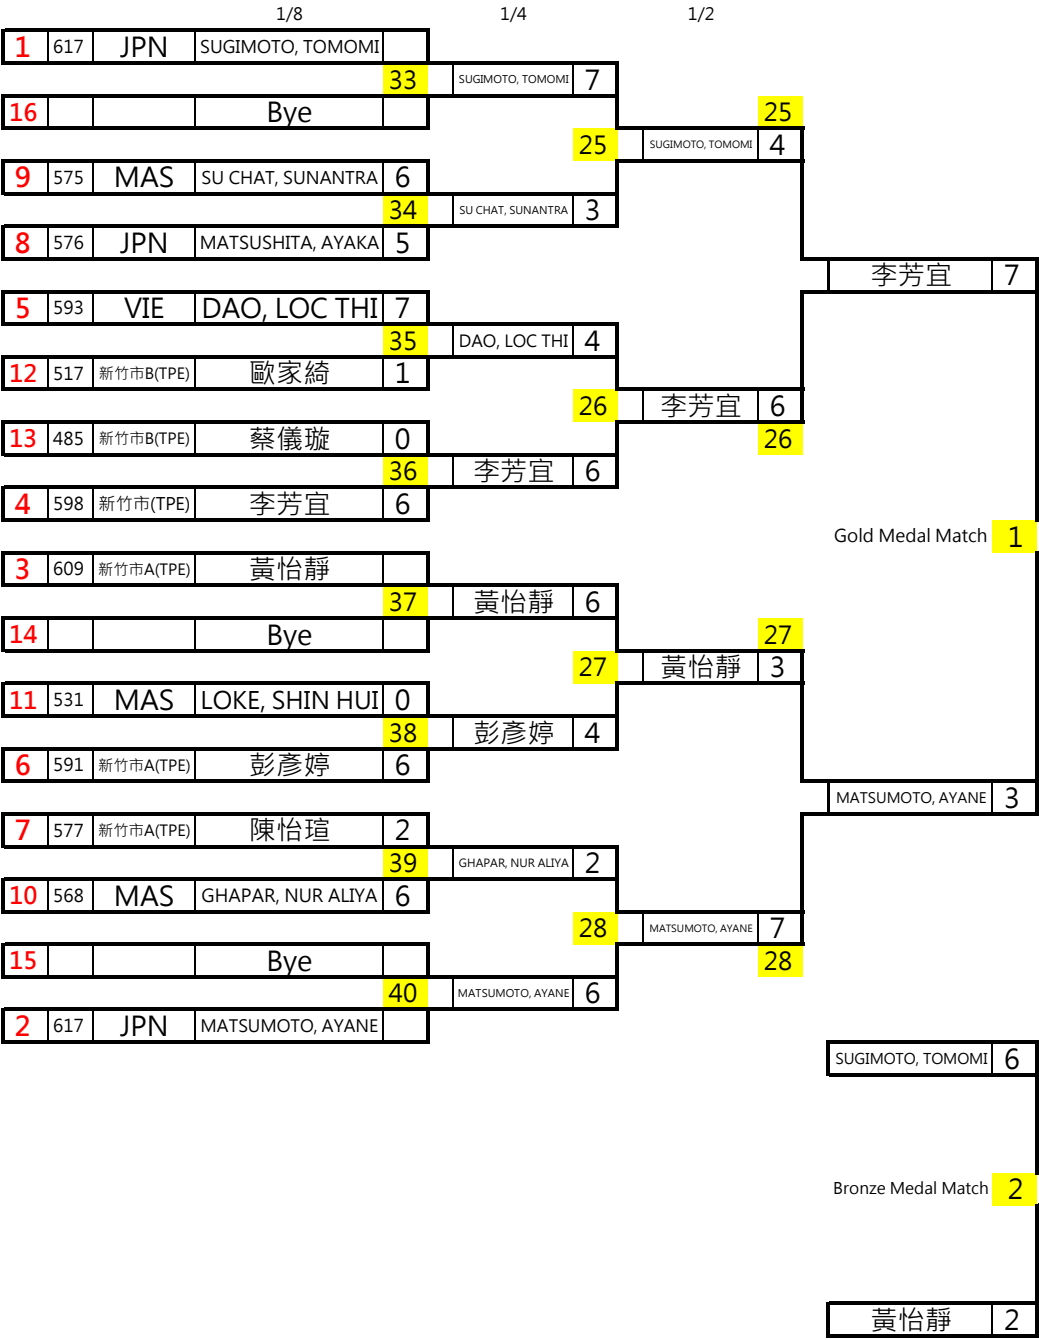 1/8 1/4 1/2
1 617 JPN SUGIMOTO, TOMOMI
33 SUGIMOTO, TOMOMI 7
16 Bye 25
25 SUGIMOTO, TOMOMI 4
9 575 MAS SU CHAT, SUNANTRA 6
34 SU CHAT, SUNANTRA 3
8 576 JPN MATSUSHITA, AYAKA 5
李芳宜 7
5 593 VIE DAO, LOC THI 7
35 DAO, LOC THI 4
12 517 新竹市B(TPE) 歐家綺 1
26 李芳宜 6
13 485 新竹市B(TPE) 蔡儀璇 0 26
36 李芳宜 6
4 598 新竹市(TPE) 李芳宜 6
Gold Medal Match 1
3 609 新竹市A(TPE) 黃怡靜
37 黃怡靜 6
14 Bye 27
27 黃怡靜 3
11 531 MAS LOKE, SHIN HUI 0
38 彭彥婷 4
6 591 新竹市A(TPE) 彭彥婷 6
MATSUMOTO, AYANE 3
7 577 新竹市A(TPE) 陳怡瑄 2
39 GHAPAR, NUR ALIYA 2
10 568 MAS GHAPAR, NUR ALIYA 6
28 MATSUMOTO, AYANE 7
15 Bye 28
40 MATSUMOTO, AYANE 6
2 617 JPN MATSUMOTO, AYANE
SUGIMOTO, TOMOMI 6
Bronze Medal Match 2
黃怡靜 2